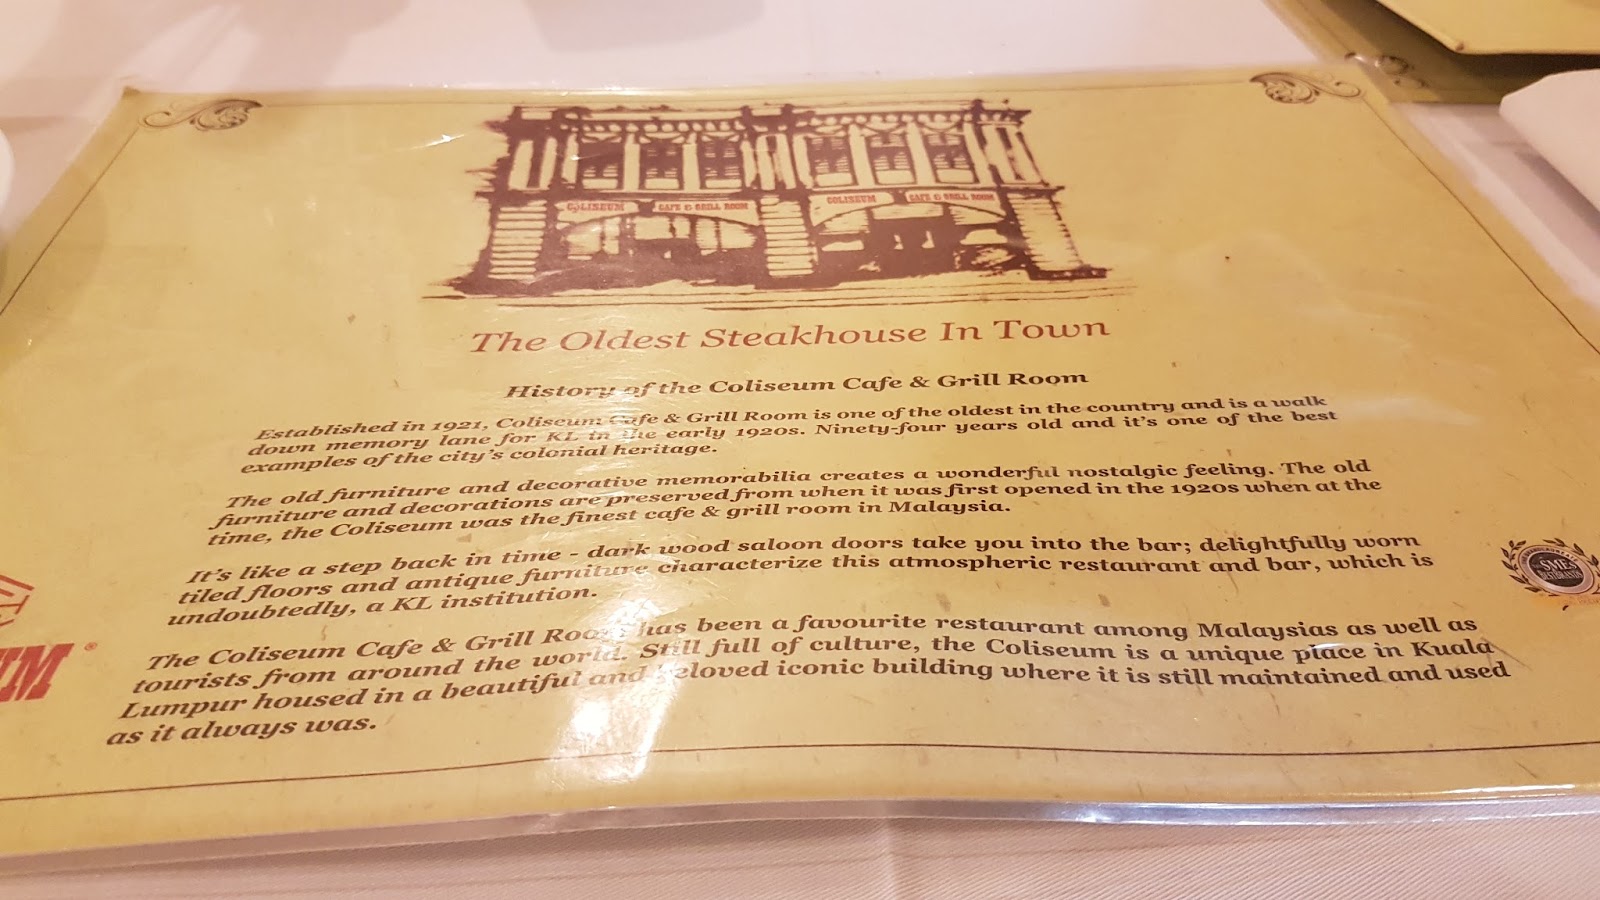 COLISEUM CAFE & GRILL ROOM COLISEUM CAFE & GRILL ROOM
The Oldest Steakhouse In Town
History of the Coliseum Cafe & Grill Room
Established in 1921, Coliseum Cafe & Grill Room is one of the oldest in the country and is a walk
down memory lane for KL in the early 1920s. Ninety-four years old and it's one of the best
examples of the city's colonial heritage.
The old furniture and decorative memorabilia creates a wonderful nostalgic feeling. The old
furniture and decorations are preserved from when it was first opened in the 1920s when at the
time, the Coliseum was the finest cafe & grill room in Malaysia.
It's like a step back in time - dark wood saloon doors take you into the bar; delightfully worn
tiled floors and antique furniture characterize this atmospheric restaurant and bar, which is
undoubtedly, a KL institution.
The Coliseum Cafe & Grill Room has been a favourite restaurant among Malaysias as well as
tourists from around the world. Still full of culture, the Coliseum is a unique place in Kuala
Lumpur housed in a beautiful and beloved iconic building where it is still maintained and used
as it always was.
UM®
SMEs